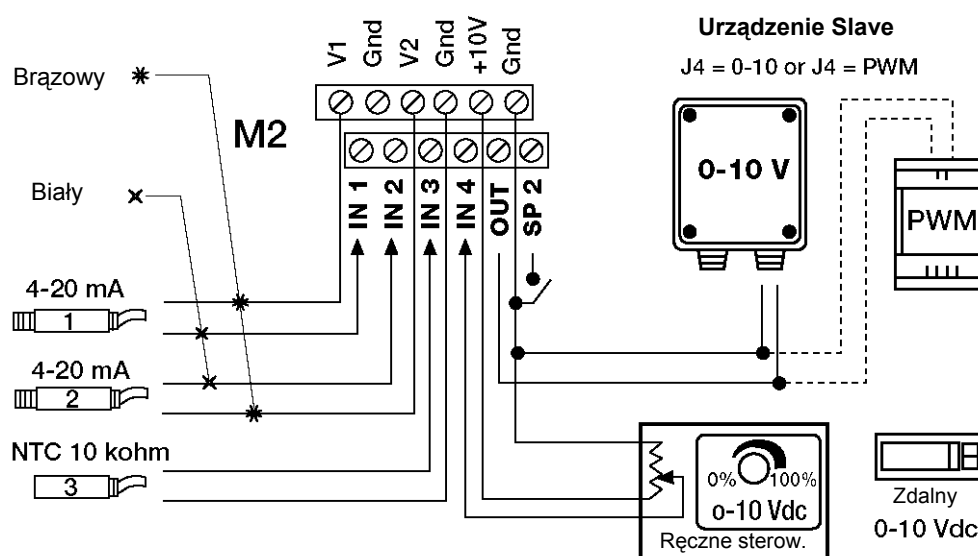 Urządzenie Slave
J4 = 0-10 or J4 = PWM
Brązowy
Biały
M2
V1
Gnd
V2
Gnd
+10V
Gnd
IN 1
IN 2
IN 3
IN 4
OUT
SP 2
0-10 V
PWM
4-20 mA
1
4-20 mA
2
NTC 10 kohm
3
0%
100%
o-10 Vdc
Ręczne sterow.
Zdalny
0-10 Vdc